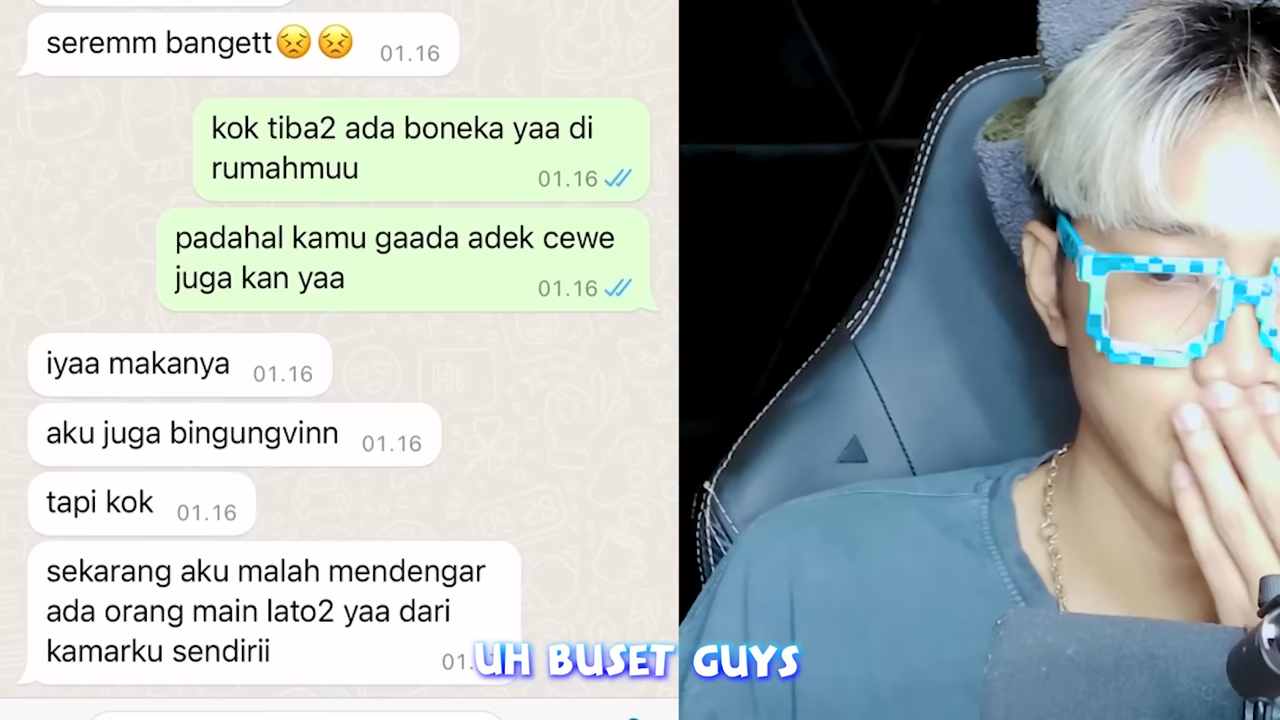 seremm bangett😣😣 01.16
kok tiba2 ada boneka yaa di
rumahmuu 01.16
padahal kamu gaada adek cewe
juga kan yaa 01.16
iyaa makanya 01.16
aku juga bingungvinn 01.16
tapi kok 01.16
sekarang aku malah mendengar
ada orang main lato2 yaa dari
kamarku sendirii 01.
UH BUSET GUYS